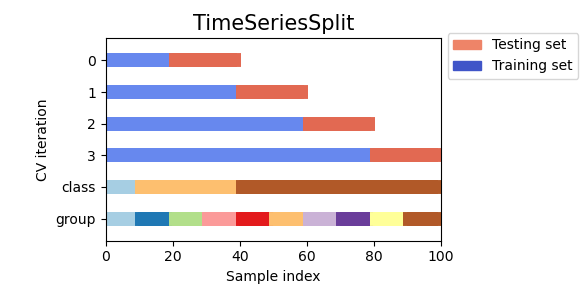 TimeSeriesSplit
Testing set
Training set
CV iteration
0
1
2
3
class
group
0 20 40 60 80 100
Sample index